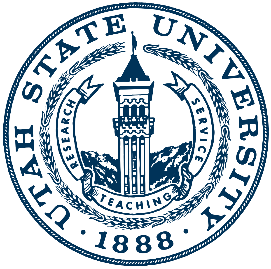 UTAH STATE UNIVERSITY
· 1888 ·
RESEARCH
TEACHING
SERVICE